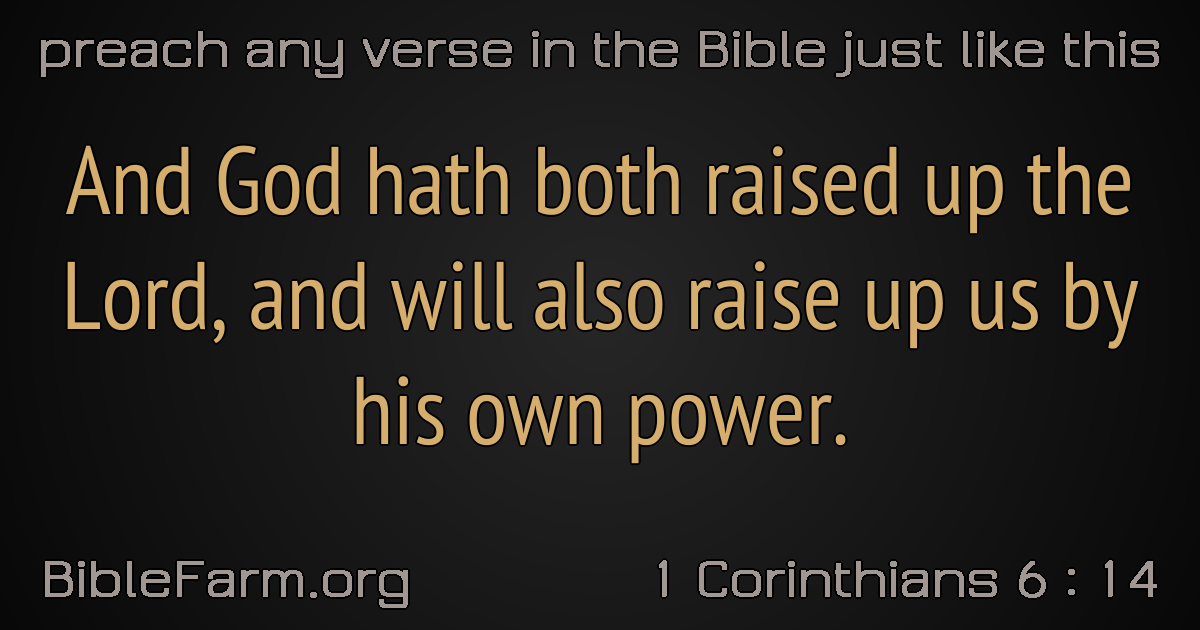 preach any verse in the Bible just like this
And God hath both raised up the
Lord, and will also raise up us by
his own power.
BibleFarm.org
1 Corinthians 6 : 14